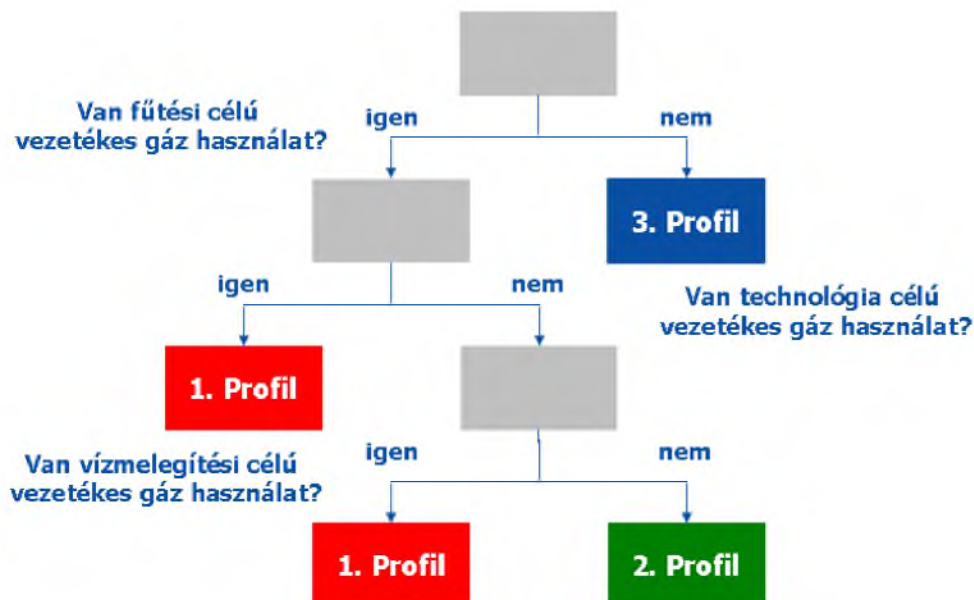 Van fűtési célú
vezetékes gáz használat?
igen
nem
3. Profil
igen
nem
Van technológia célú
vezetékes gáz használat?
1. Profil
Van vízmelegítési célú
vezetékes gáz használat?
igen
nem
1. Profil
2. Profil